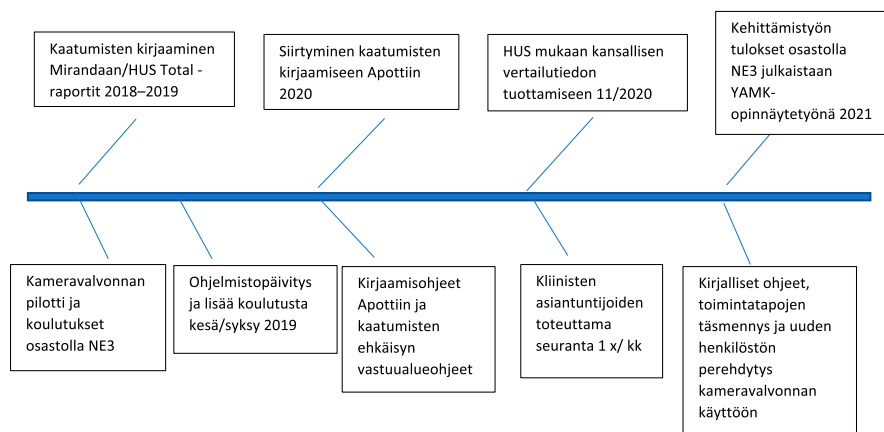 Kaatumisten kirjaaminen
Mirandaan/HUS Total -
raportit 2018–2019
Siirtyminen kaatumisten
kirjaamiseen Apottiin
2020
HUS mukaan kansallisen
vertailutiedon
tuottamiseen 11/2020
Kehittämistyön
tulokset osastolla
NE3 julkaistaan
YAMK-
opinnäytetyönä 2021
Kameravalvonnan
pilotti ja
koulutukset
osastolla NE3
Ohjelmistopäivitys
ja lisää koulutusta
kesä/syksy 2019
Kirjaamisohjeet
Apottiin ja
kaatumisten
ehkäisyn
vastuualueohjeet
Kliinisten
asiantuntijoiden
toteuttama
seuranta 1 x/ kk
Kirjalliset ohjeet,
toimintatapojen
täsmennys ja uuden
henkilöstön
perehdytys
kameravalvonnan
käyttöön